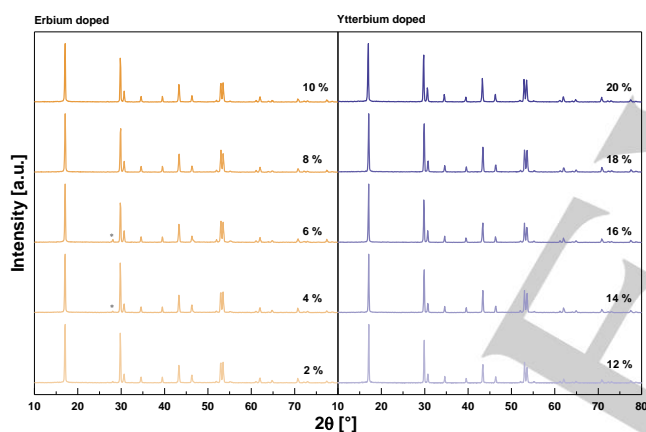 Erbium doped
Ytterbium doped
10 %
20 %
8 %
18 %
6 %
16 %
*
4 %
14 %
*
2 %
12 %
Intensity [a.u.]
10 20 30 40 50 60 70 10 20 30 40 50 60 70 80
2θ [°]